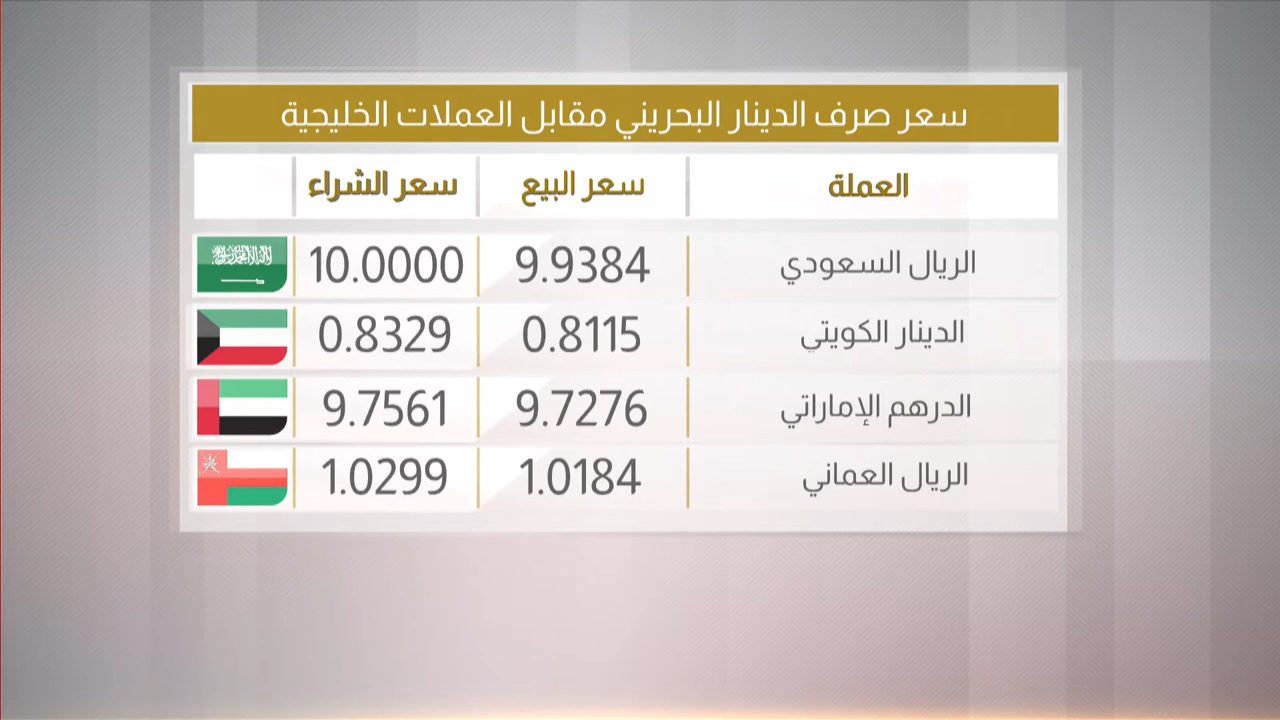 سعر صرف الدينار البحريني مقابل العملات الخليجية
العملة سعر البيع سعر الشراء
الريال السعودي 9.9384 10.0000
الدينار الكويتي 0.8115 0.8329
الدرهم الإماراتي 9.7276 9.7561
الريال العماني 1.0184 1.0299